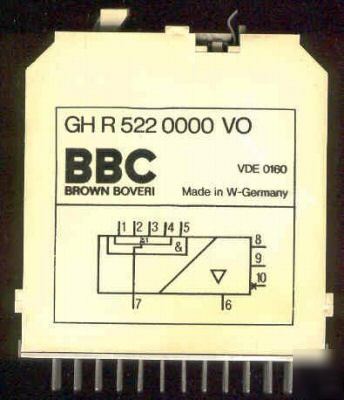 GH R 522 0000 VO
BBC
BROWN BOVERI
VDE 0160
Made in W-Germany
1 2 3 4 5
&
8
9
10
7
6